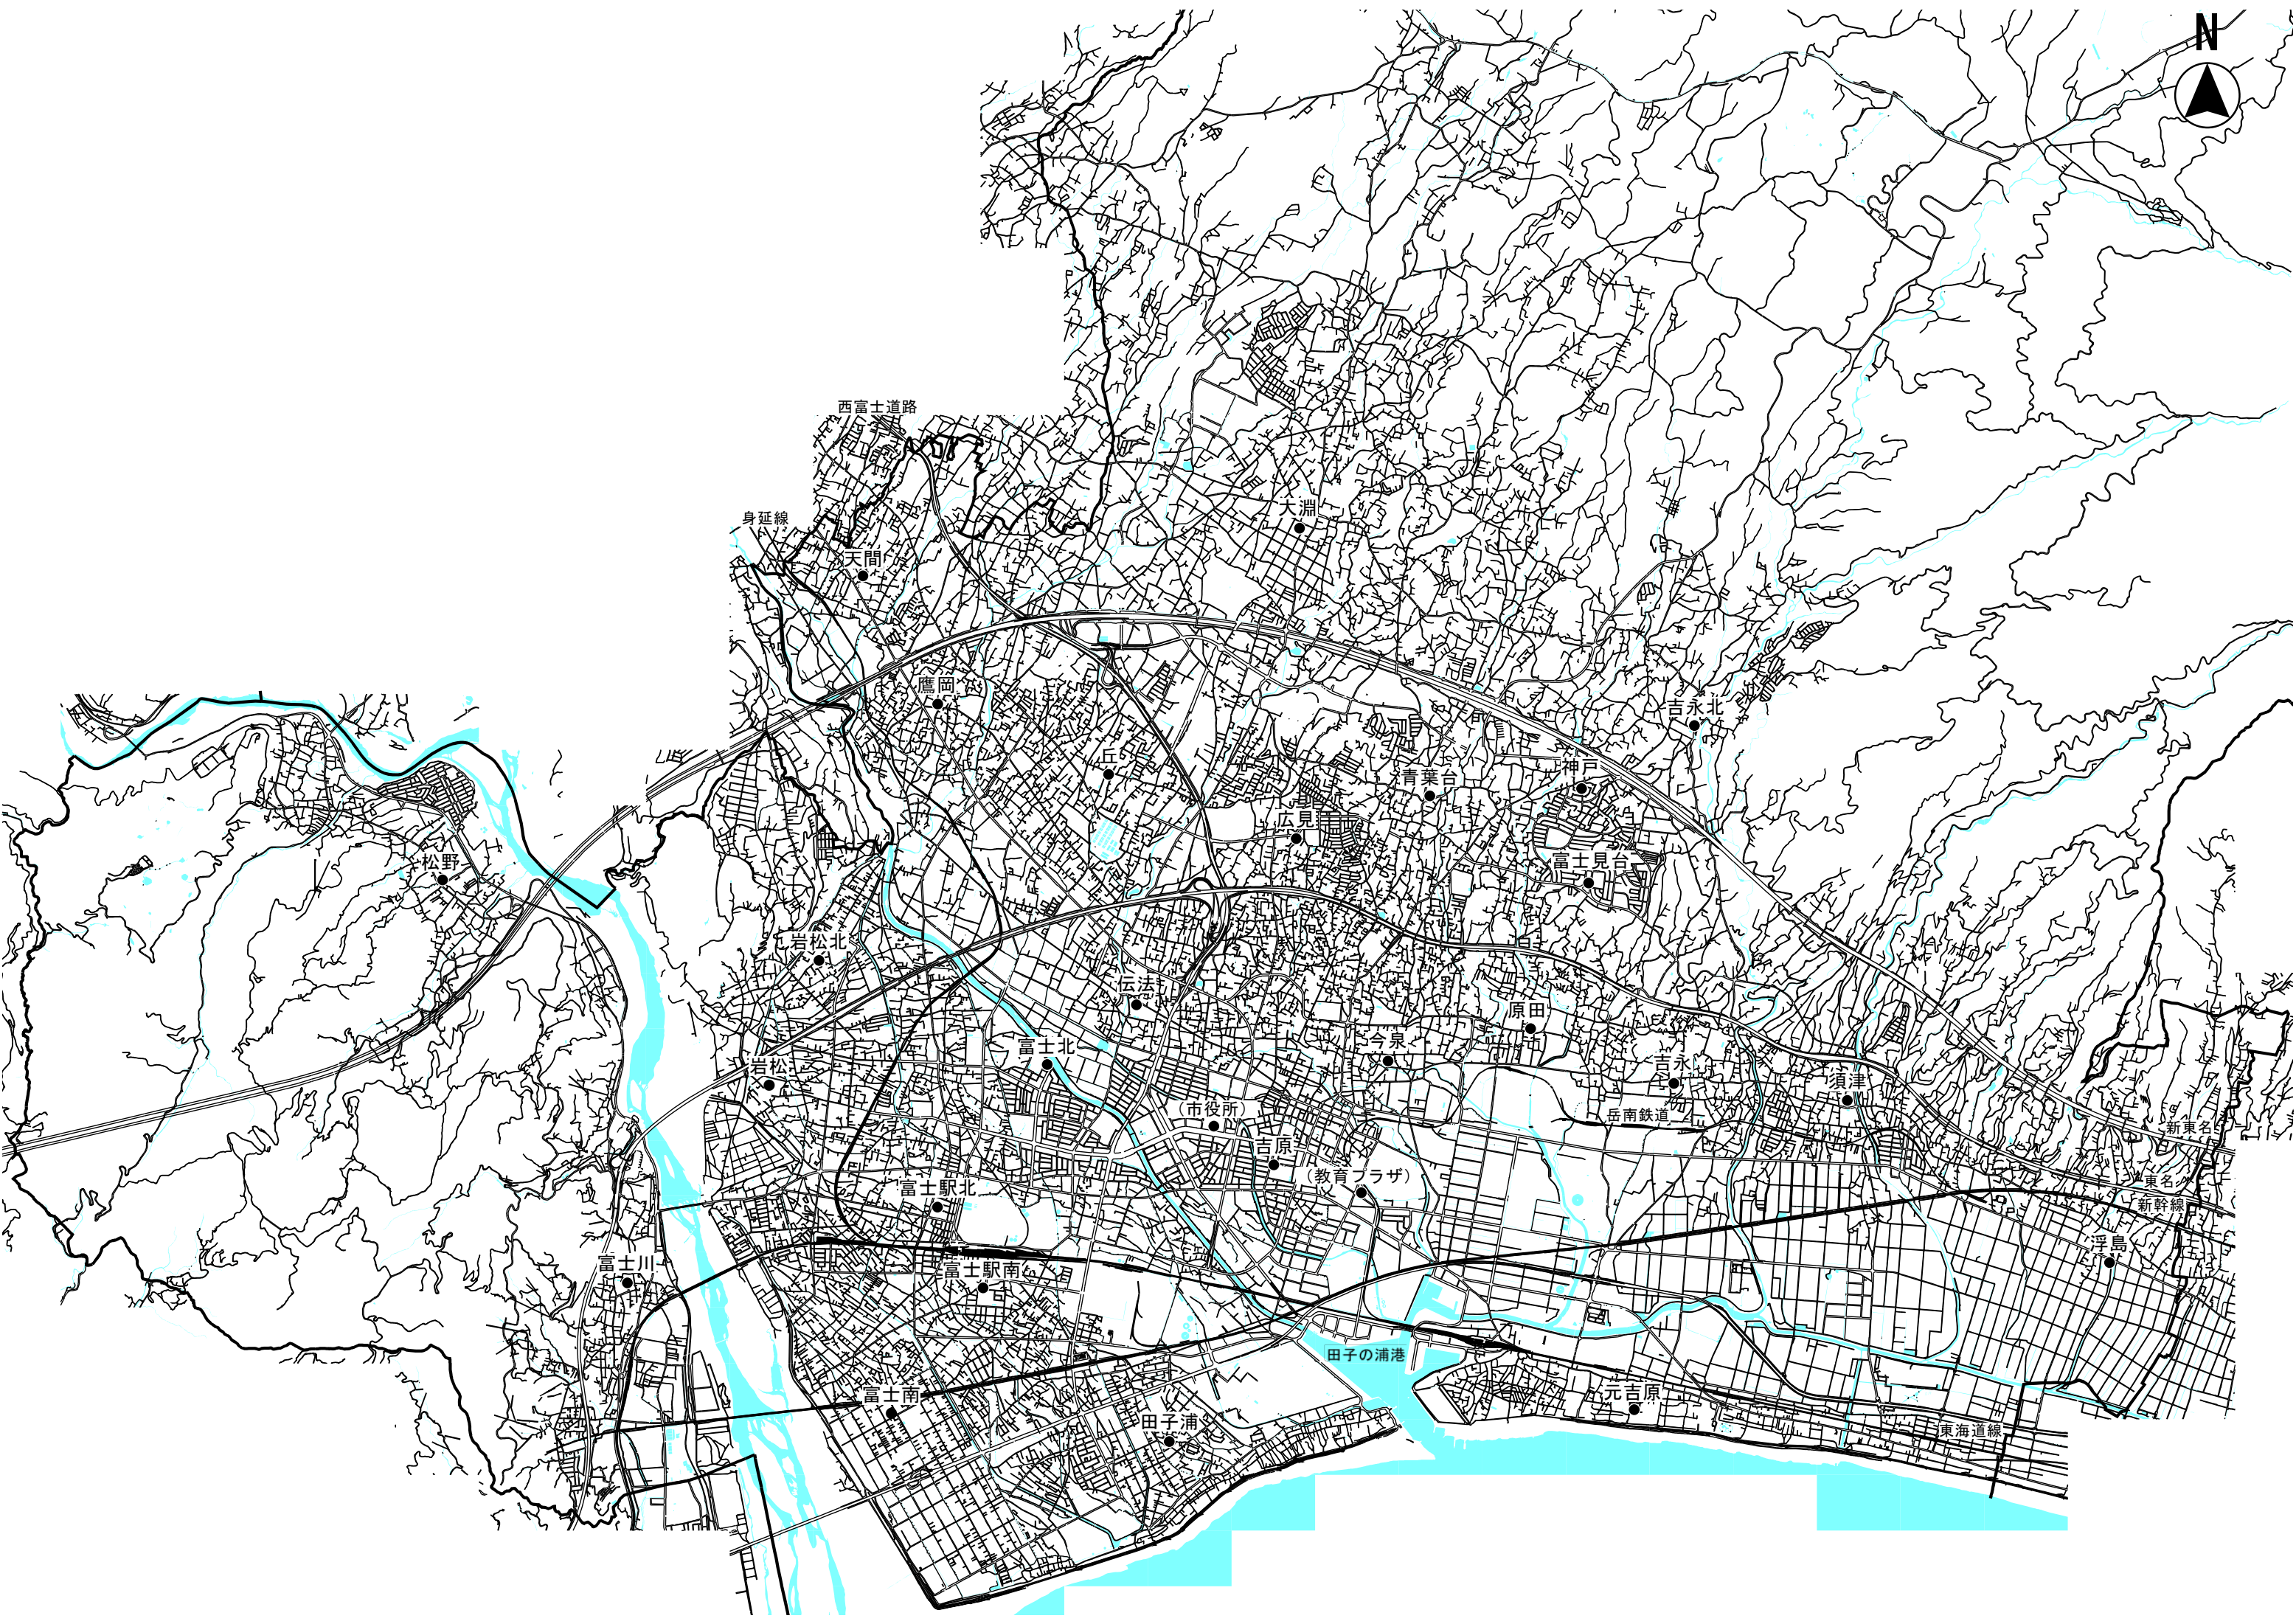 N
西富士道路
大淵
身延線
天間
鷹岡
吉永北
丘
青葉台
神戸
広見
松野
富士見台
岩松北
伝法
原田
富士北
今泉
岩松
吉永
須津
（市役所）
岳南鉄道
新東名
吉原
（教育プラザ）
東名
富士駅北
新幹線
浮島
富士川
富士駅南
田子の浦港
富士南
元吉原
田子浦
東海道線